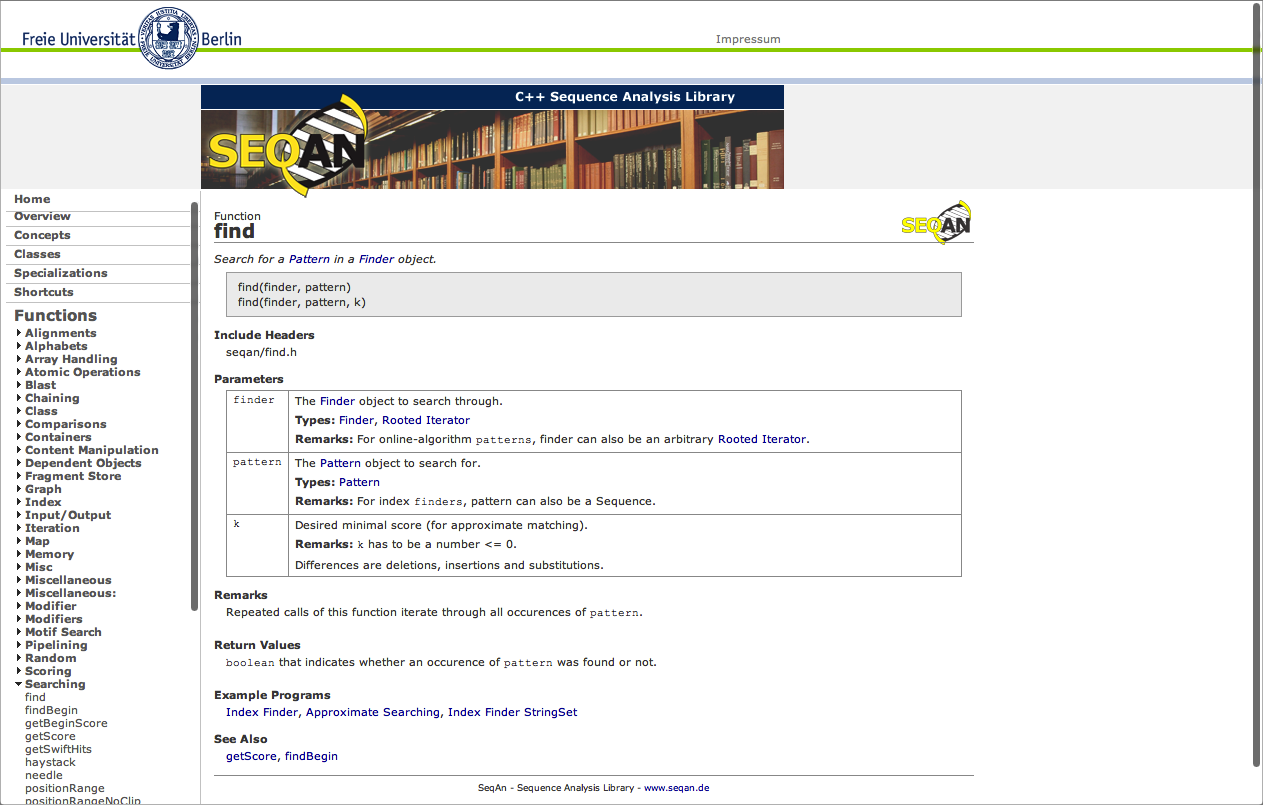 Freie Universität Berlin
Impressum
C++ Sequence Analysis Library
SEQAN
Home
Overview
Concepts
Classes
Specializations
Shortcuts
Functions
Alignments
Alphabets
Array Handling
Atomic Operations
Blast
Chaining
Class
Comparisons
Containers
Content Manipulation
Dependent Objects
Fragment Store
Graph
Index
Input/Output
Iteration
Map
Memory
Misc
Miscellaneous
Miscellaneous:
Modifier
Modifiers
Motif Search
Pipelining
Random
Scoring
Searching
find
findBegin
getBeginScore
getScore
getSwiftHits
haystack
needle
positionRange
positionRangeNoClip
Function
find
SEQAN
Search for a Pattern in a Finder object.
find(finder, pattern)
find(finder, pattern, k)
Include Headers
seqan/find.h
Parameters
finder
The Finder object to search through.
Types: Finder, Rooted Iterator
Remarks: For online-algorithm patterns, finder can also be an arbitrary Rooted Iterator.
pattern
The Pattern object to search for.
Types: Pattern
Remarks: For index finders, pattern can also be a Sequence.
k
Desired minimal score (for approximate matching).
Remarks: k has to be a number <= 0.
Differences are deletions, insertions and substitutions.
Remarks
Repeated calls of this function iterate through all occurences of pattern.
Return Values
boolean that indicates whether an occurence of pattern was found or not.
Example Programs
Index Finder, Approximate Searching, Index Finder StringSet
See Also
getScore, findBegin
SeqAn - Sequence Analysis Library - www.seqan.de